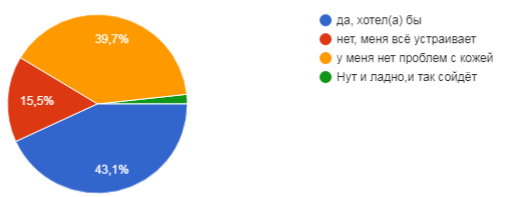 39,7%
15,5%
43,1%
да, хотел(а) бы
нет, меня всё устраивает
у меня нет проблем с кожей
Нут и ладно,и так сойдёт